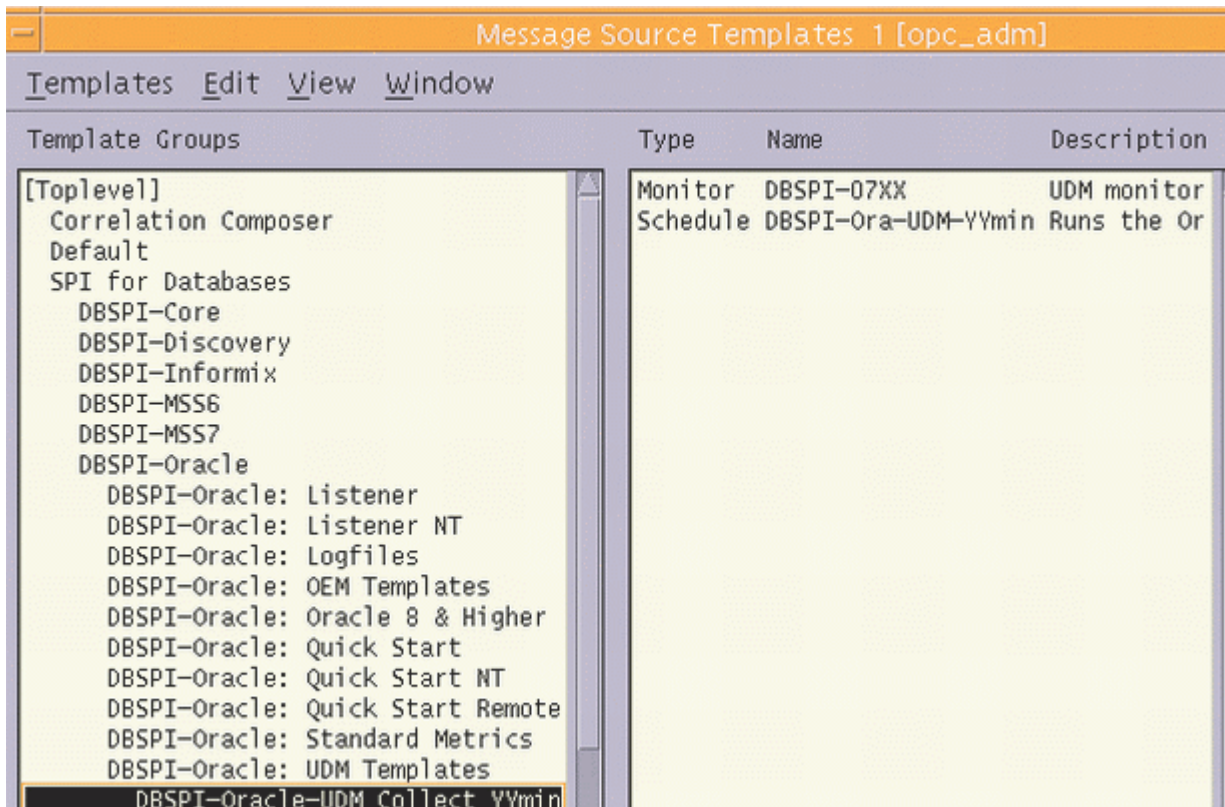 Message Source Templates 1 [opc_adm]
Templates Edit View Window
Template Groups
[Toplevel]
Correlation Composer
Default
SPI for Databases
DBSPI-Core
DBSPI-Discovery
DBSPI-Informix
DBSPI-MSS6
DBSPI-MSS7
DBSPI-Oracle
DBSPI-Oracle: Listener
DBSPI-Oracle: Listener NT
DBSPI-Oracle: Logfiles
DBSPI-Oracle: OEM Templates
DBSPI-Oracle: Oracle 8 & Higher
DBSPI-Oracle: Quick Start
DBSPI-Oracle: Quick Start NT
DBSPI-Oracle: Quick Start Remote
DBSPI-Oracle: Standard Metrics
DBSPI-Oracle: UDM Templates
DBSPI-Oracle-UDM Collect YYmin
Type Name Description
Monitor DBSPI-07XX UDM monitor
Schedule DBSPI-Ora-UDM-YYmin Runs the Or